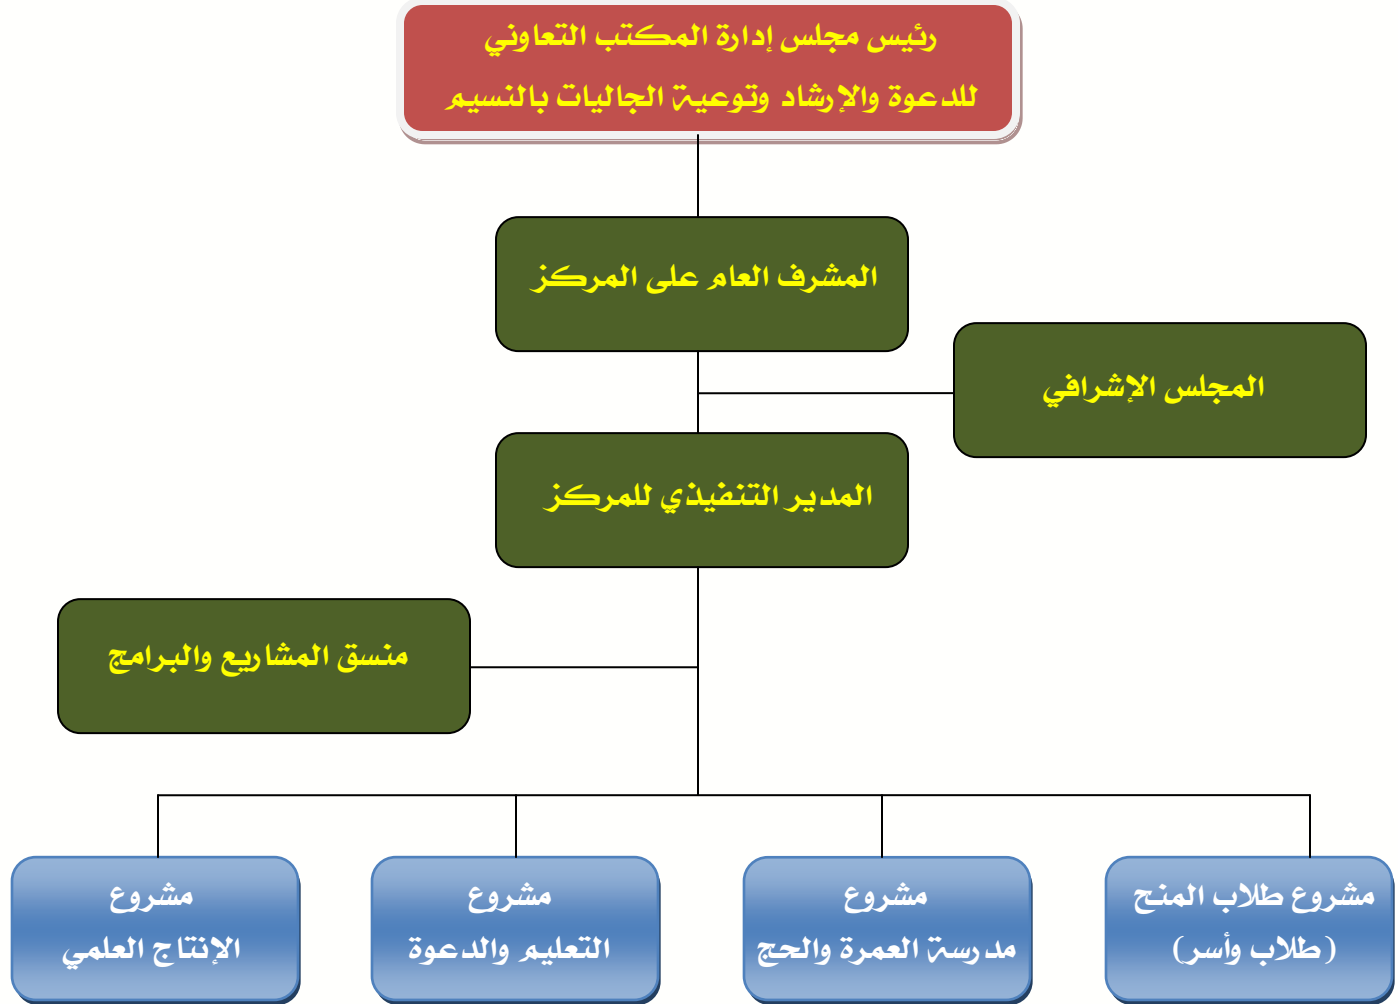 رئيس مجلس إدارة المكتب التعاوني
للدعوة والإرشاد وتوعية الجاليات بالنسيم
المشرف العام على المركز
المجلس الإشرافي
المدير التنفيذي للمركز
منسق المشاريع والبرامج
مشروع طلاب المنح
(طلاب وأسر)
مشروع
مدرسة العمرة والحج
مشروع
التعليم والدعوة
مشروع
الإنتاج العلمي